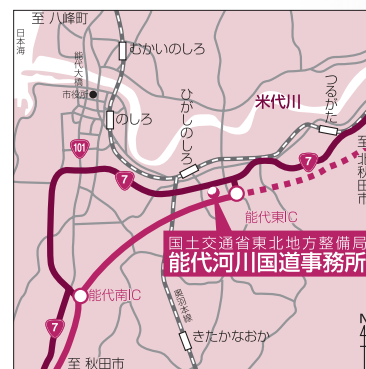 至 八峰町
日本海
むかいのしろ
能代大橋
市役所
のしろ
ひがしのしろ
米代川
つるがた
101
7
7
至 北秋田市
7
能代東IC
国土交通省東北地方整備局
能代河川国道事務所
能代南IC
奥羽本線
7
きたかなおか
至 秋田市
N